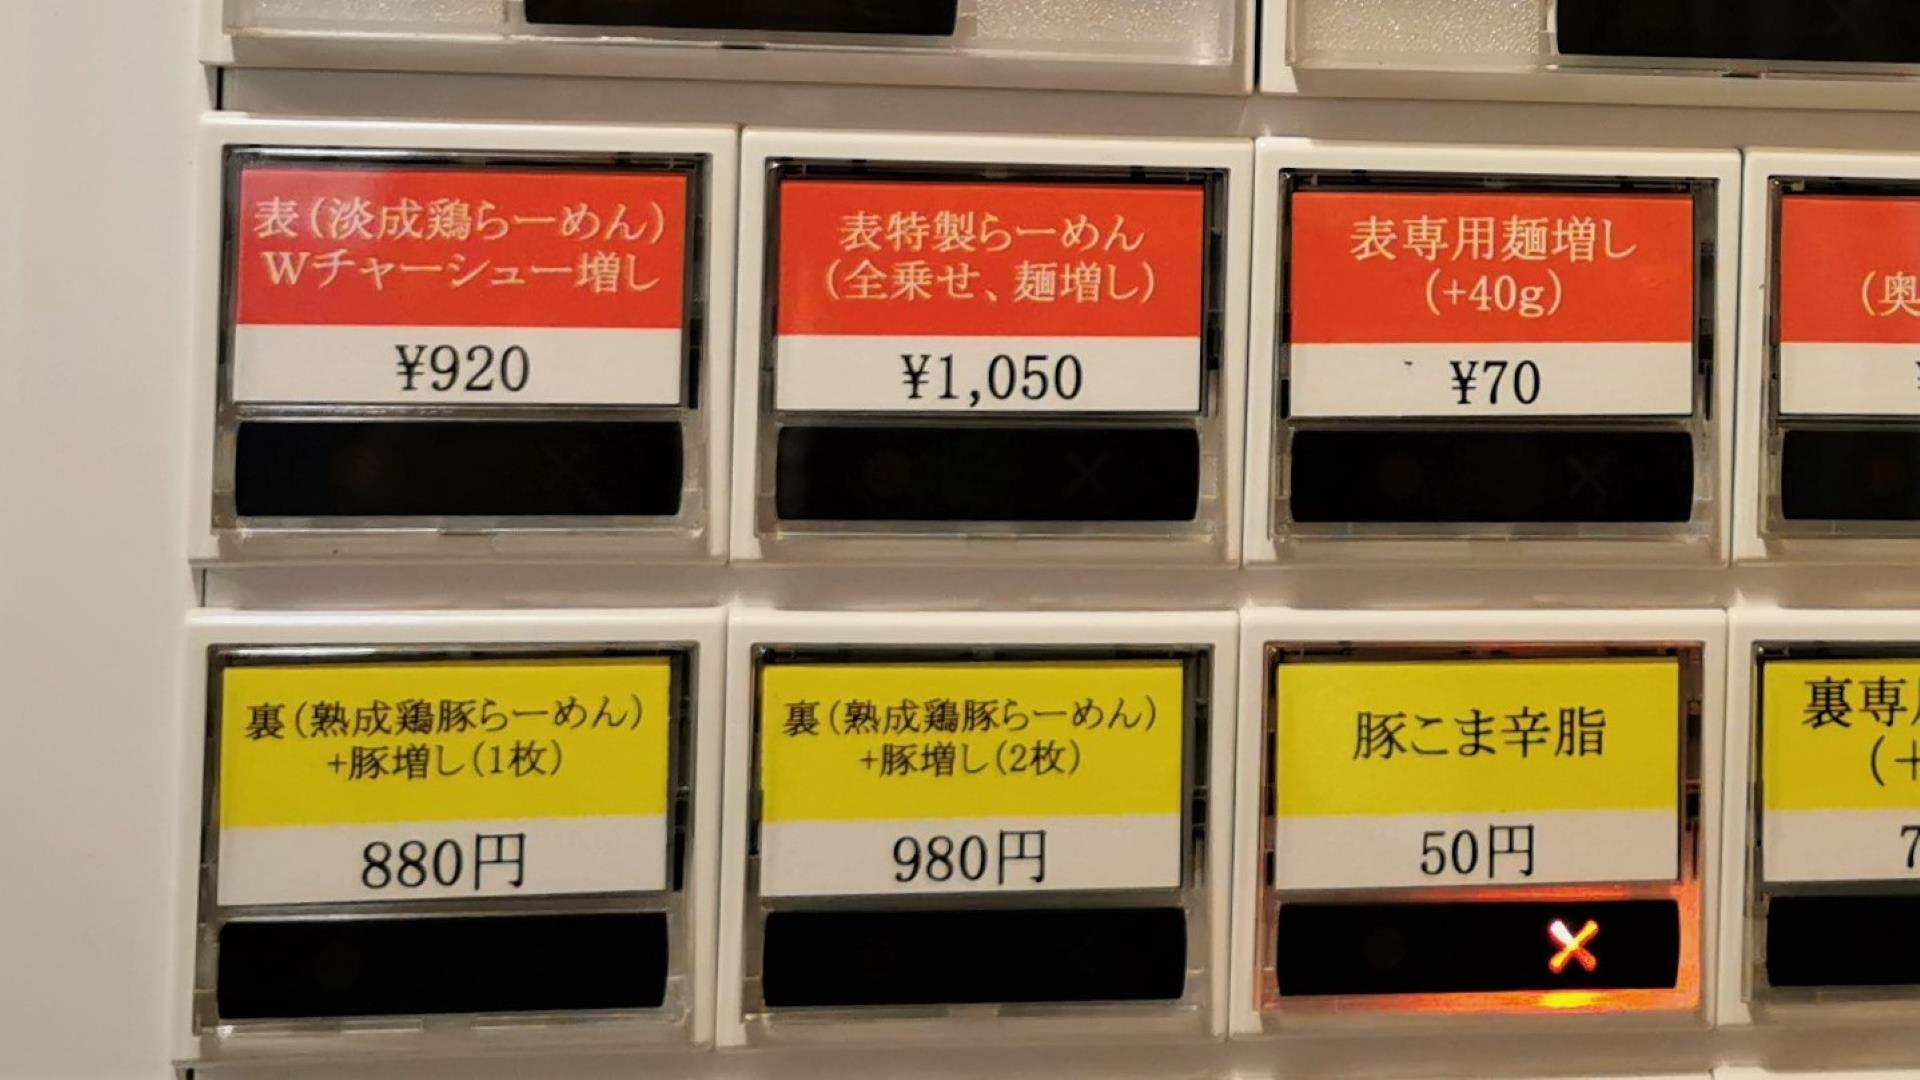 表(淡成鶏らーめん)
Wチャーシュー増し
¥920
表特製らーめん
(全乗せ、麺増し)
¥1,050
表専用麺増し
(+40g)
¥70
(奥
裏(熟成鶏豚らーめん)
+豚増し(1枚)
880円
裏(熟成鶏豚らーめん)
+豚増し(2枚)
980円
豚こま辛脂
50円
裏専
(+
7